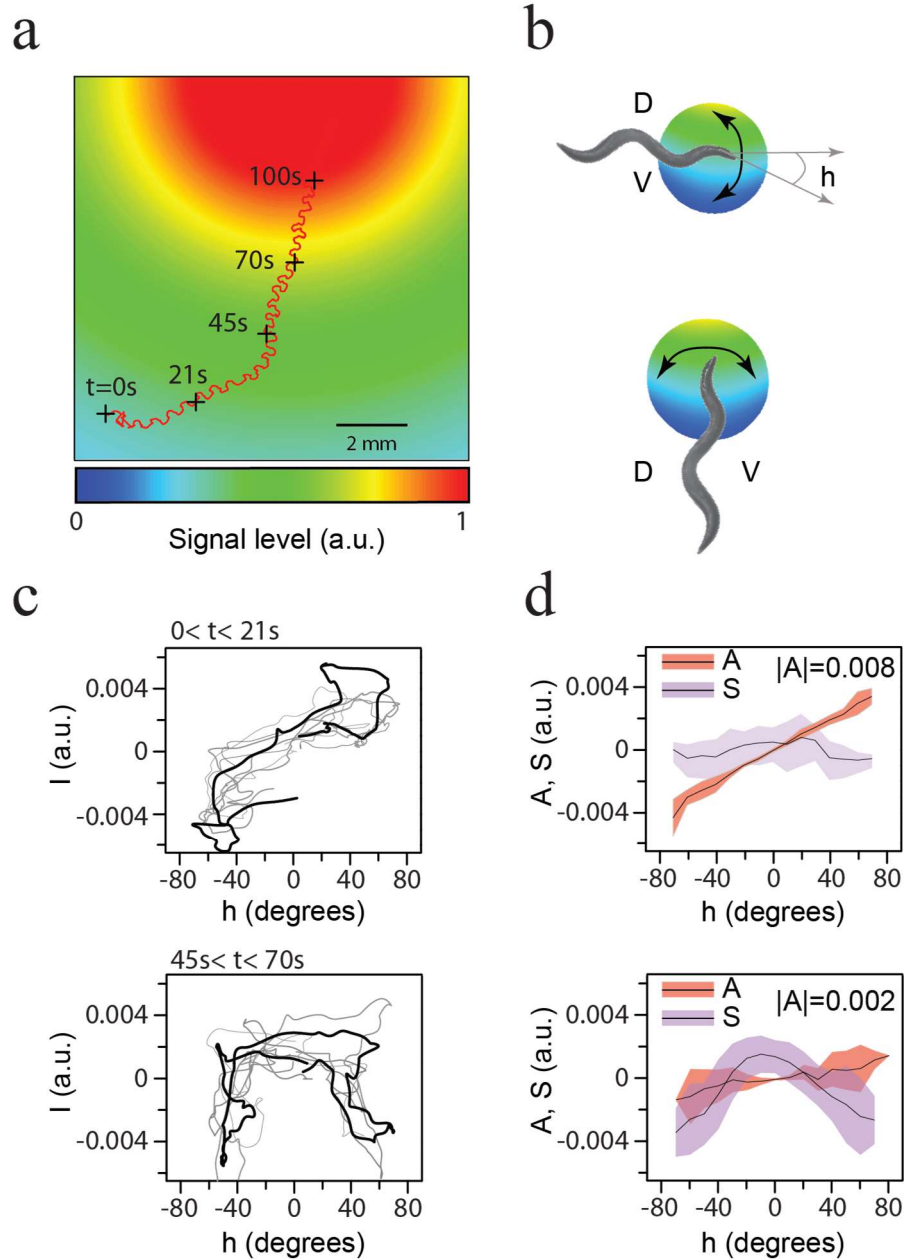 a
100s
70s
45s
21s
t=0s
2 mm
0 1
Signal level (a.u.)
b
D
V
h
D V
c
0< t< 21s
I (a.u.)
0.004
0
-0.004
-80 -40 0 40 80
h (degrees)
45s< t< 70s
I (a.u.)
0.004
0
-0.004
-80 -40 0 40 80
h (degrees)
d
A |A|=0.008
S
A, S (a.u.)
0.004
0
-0.004
-80 -40 0 40 80
h (degrees)
A |A|=0.002
S
A, S (a.u.)
0.004
0
-0.004
-80 -40 0 40 80
h (degrees)